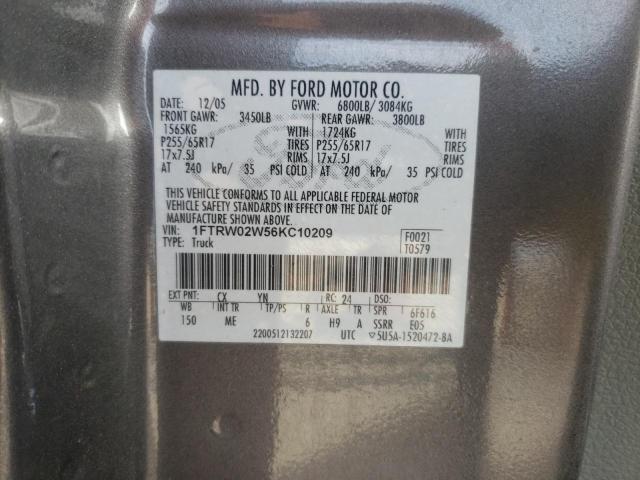 MFD. BY FORD MOTOR CO.
DATE: 12/05 GVWR: 6800LB/ 3084KG
FRONT GAWR: 3450LB REAR GAWR: 3800LB
1565KG WITH 1724KG WITH
P255/65R17 TIRES P255/65R17 TIRES
17x7.5J RIMS 17x7.5J RIMS
AT 240 kPa/ 35 PSI COLD AT 240 kPa/ 35 PSI COLD
THIS VEHICLE CONFORMS TO ALL APPLICABLE FEDERAL MOTOR
VEHICLE SAFETY STANDARDS IN EFFECT ON THE DATE OF
MANUFACTURE SHOWN ABOVE.
VIN: 1FTRW02W56KC10209 F0021
TYPE: Truck T0579
EXT PNT: CX YN RC: 24 DSO:
WB INT TR TP/PS R AXLE TR SPR 6F616
150 ME 6 H9 A SSRR E05
2200512132207 UTC ▽5U5A-1520472-BA
Ford